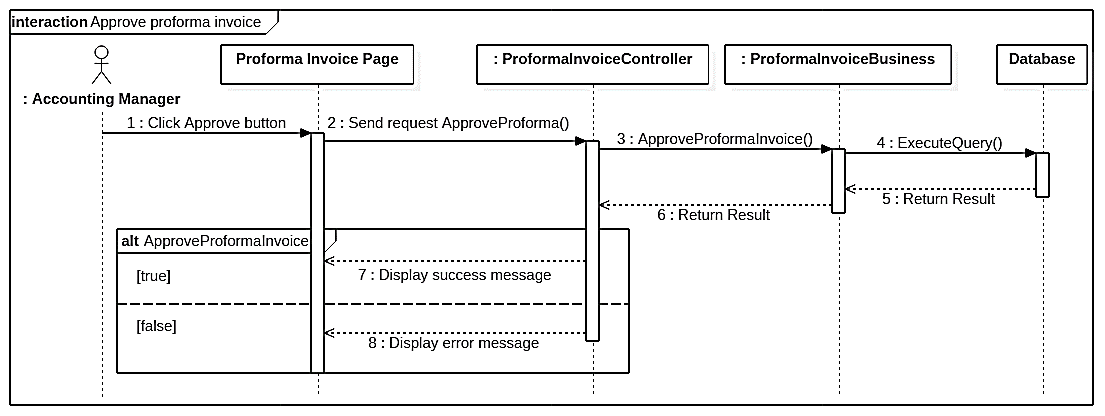 interaction Approve proforma invoice
Proforma Invoice Page
: ProformaInvoiceController
: ProformaInvoiceBusiness
Database
: Accounting Manager
1 : Click Approve button
2 : Send request ApproveProforma()
3 : ApproveProformaInvoice()
4 : ExecuteQuery()
5 : Return Result
6 : Return Result
alt ApproveProformaInvoice
[true]
7 : Display success message
[false]
8 : Display error message